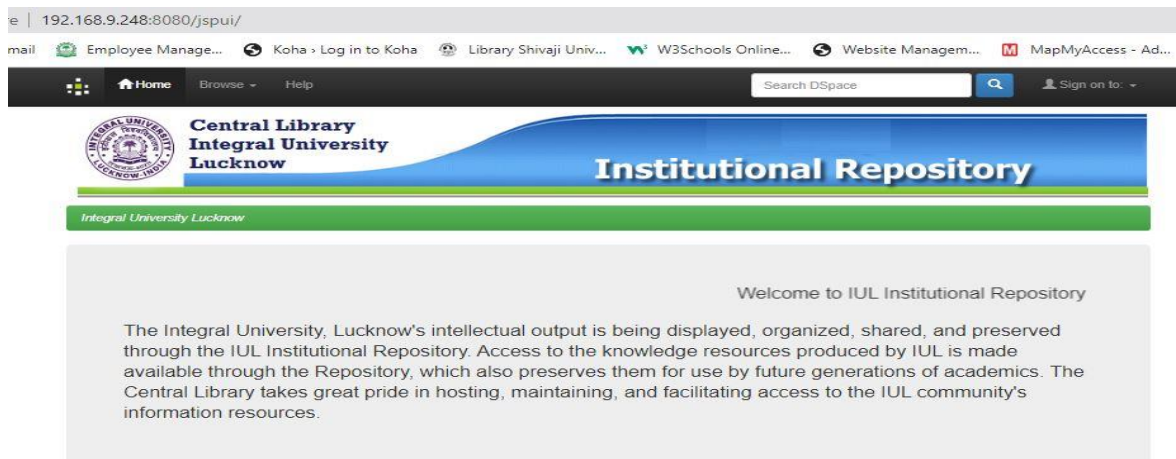 e | 192.168.9.248:8080/jspui/
mail Employee Manage... Koha › Log in to Koha Library Shivaji Univ... W3Schools Online... Website Managem... MapMyAccess - Ad...
Home Browse Help Search DSpace Sign on to:
INTEGRAL UNIVERSITY
LUCKNOW-INDIA
Central Library
Integral University
Lucknow
Institutional Repository
Integral University Lucknow
Welcome to IUL Institutional Repository
The Integral University, Lucknow's intellectual output is being displayed, organized, shared, and preserved
through the IUL Institutional Repository. Access to the knowledge resources produced by IUL is made
available through the Repository, which also preserves them for use by future generations of academics. The
Central Library takes great pride in hosting, maintaining, and facilitating access to the IUL community's
information resources.